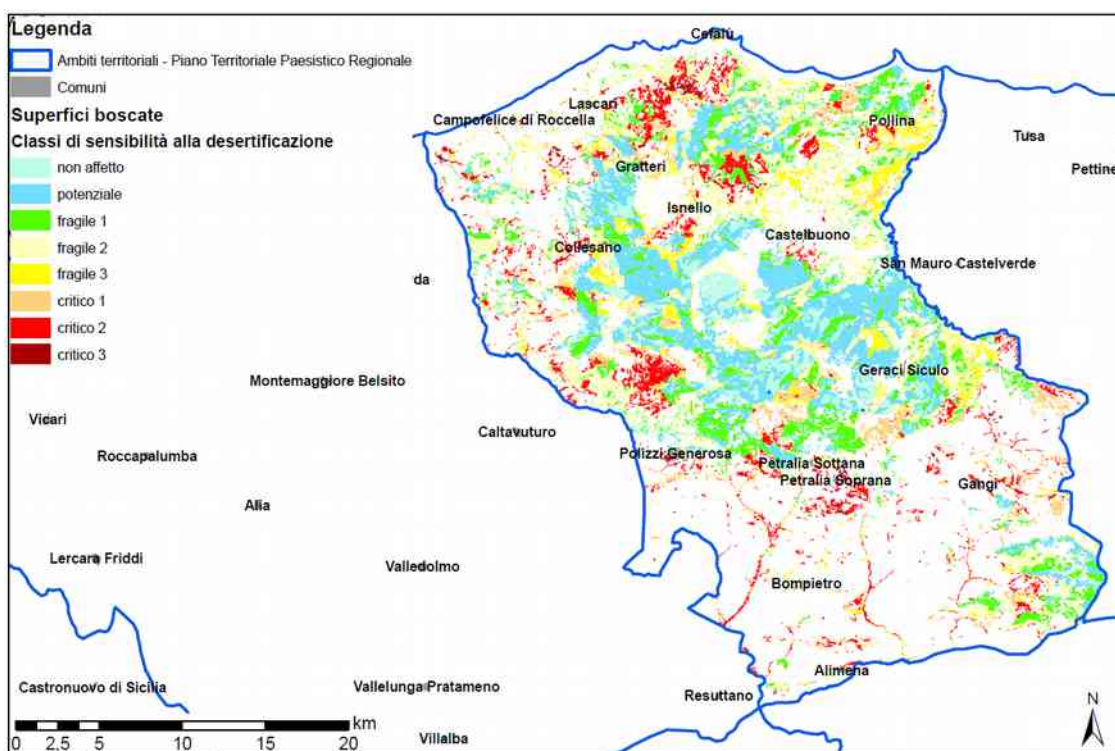 Legenda
Ambiti territoriali - Piano Territoriale Paesistico Regionale
Comuni
Superfici boscate
Classi di sensibilità alla desertificazione
non affetto
potenziale
fragile 1
fragile 2
fragile 3
critico 1
critico 2
critico 3
Cefalù
Lascari
Campofelice di Roccella
Pollina
Tusa
Pettine
Gratteri
Isnello
Castelbuono
Collesano
San Mauro Castelverde
da
Geraci Siculo
Montemaggiore Belsito
Vicari
Caltavuturo
Roccapalumba
Polizzi Generosa
Petralia Sottana
Petralia Soprana
Gangi
Alia
Lercara Friddi
Valledolmo
Bompietro
Alimena
Castronuovo di Sicilia
Vallelunga Pratameno
Resuttano
Villalba
km
0 2,5 5 10 15 20
N